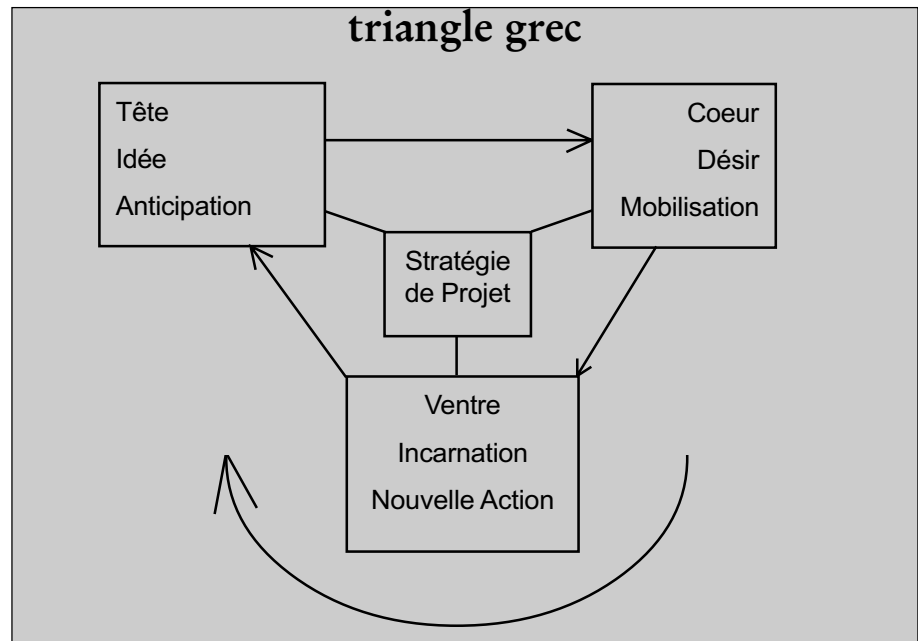 triangle grec
Tête
Idée
Anticipation
Coeur
Désir
Mobilisation
Stratégie
de Projet
Ventre
Incarnation
Nouvelle Action